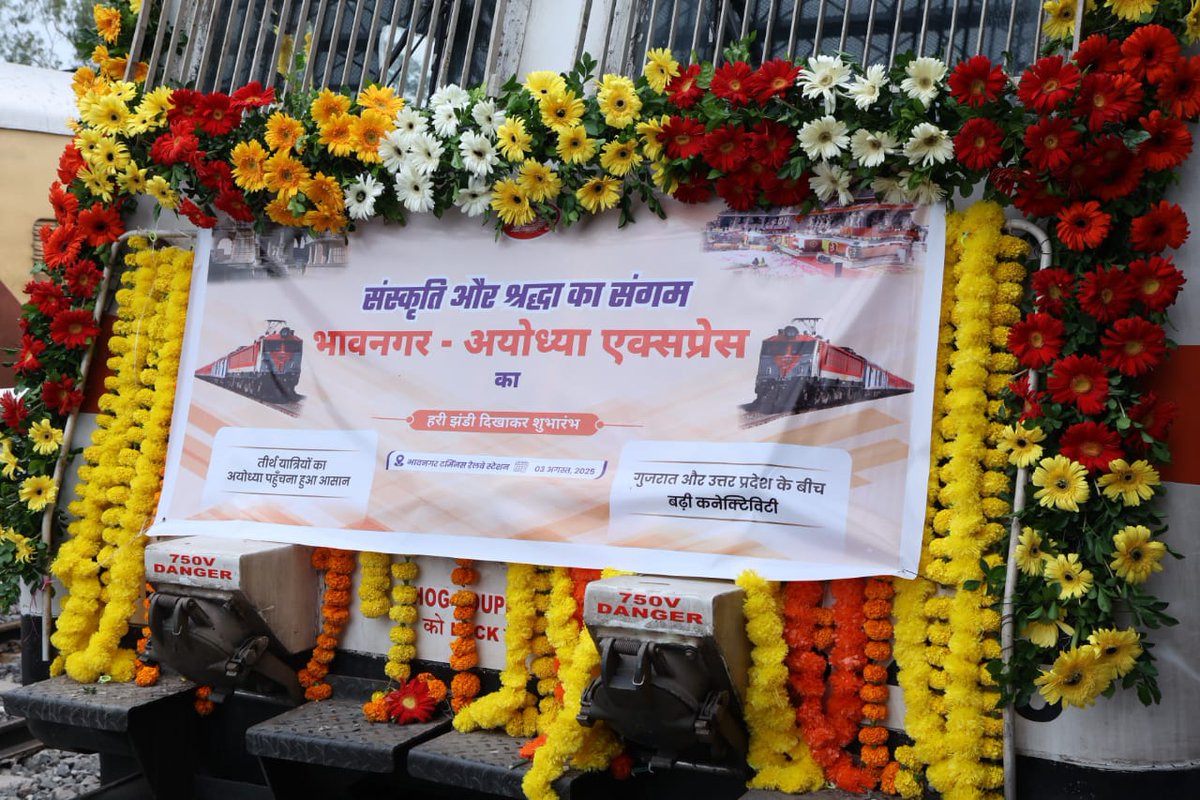 संस्कृति और श्रद्धा का संगम
भावनगर - अयोध्या एक्सप्रेस
का
हरी झंडी दिखाकर शुभारंभ
भावनगर टर्मिनस रेलवे स्टेशन 03 अगस्त, 2025
तीर्थ यात्रियों का
अयोध्या पहुँचना हुआ आसान
गुजरात और उत्तर प्रदेश के बीच
बढ़ी कनेक्टिविटी
750V
DANGER
HOG
को
750V
DANGER